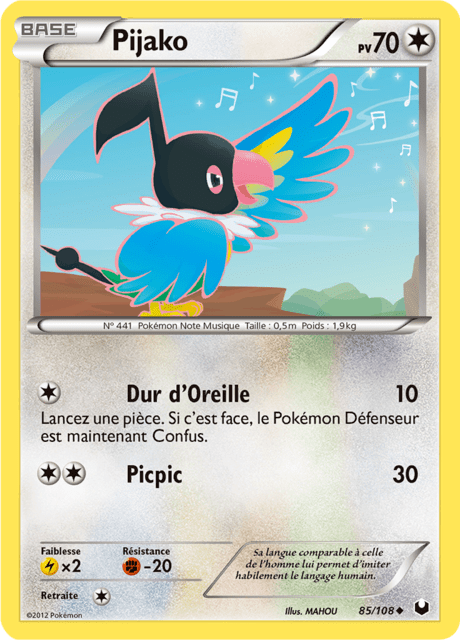 BASE
Pijako
PV70
N° 441 Pokémon Note Musique Taille : 0,5m Poids : 1,9kg
Dur d'Oreille 10
Lancez une pièce. Si c'est face, le Pokémon Défenseur
est maintenant Confus.
Picpic 30
Faiblesse
×2
Résistance
-20
Retraite
Sa langue comparable à celle
de l'homme lui permet d'imiter
habilement le langage humain.
©2012 Pokémon
Illus. MAHOU 85/108